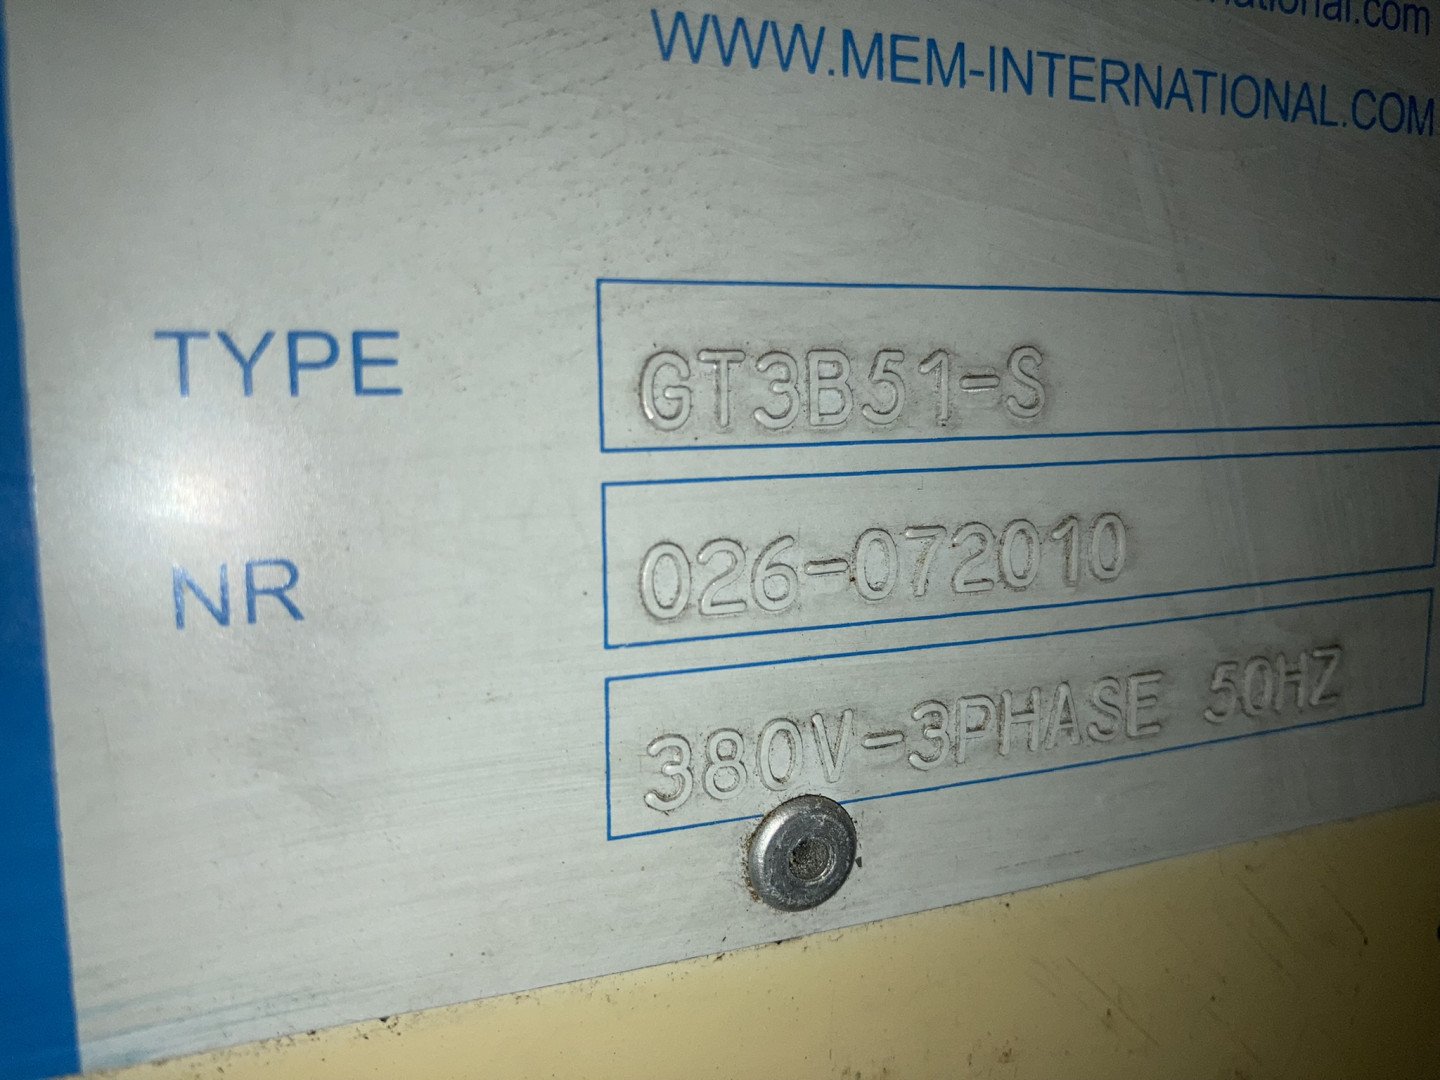 WWW.MEM-INTERNATIONAL.COM
TYPE GT3B51-S
NR 026-072010
380V-3PHASE 50HZ